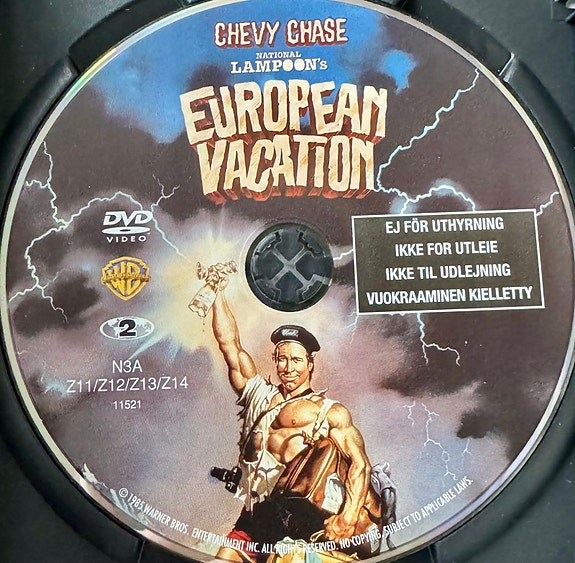 CHEVY CHASE
NATIONAL
LAMPOON's
EUROPEAN
VACATION
DVD
VIDEO
EJ FÖR UTHYRNING
IKKE FOR UTLEIE
IKKE TIL UDLEJNING
VUOKRAAMINEN KIELLETTY
2
N3A
Z11/Z12/Z13/Z14
11521
© 1985 WARNER BROS. ENTERTAINMENT INC. ALL RIGHTS RESERVED. NO COPYING, SUBJECT TO APPLICABLE LAWS.